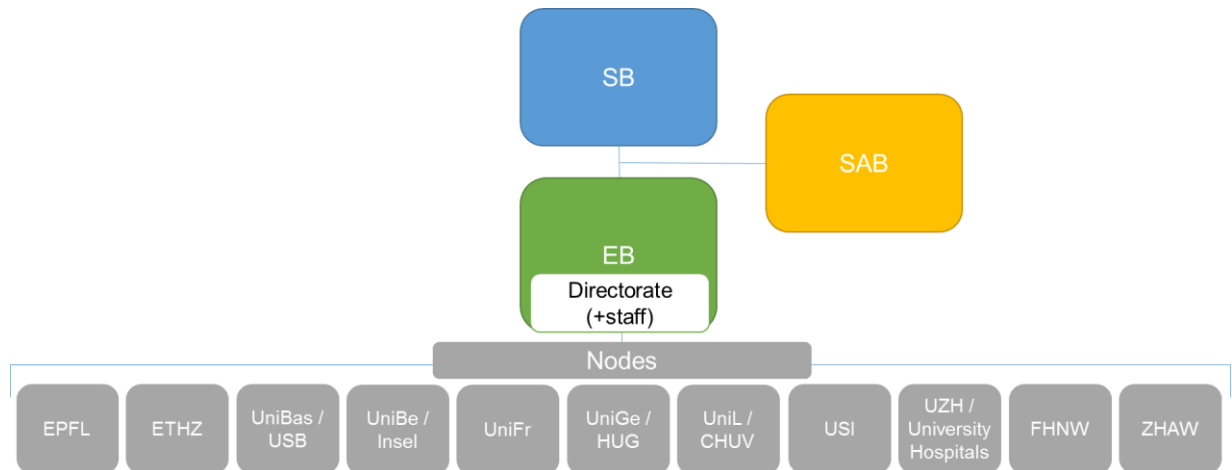 SB
SAB
EB
Directorate
(+staff)
Nodes
EPFL
ETHZ
UniBas /
USB
UniBe /
Insel
UniFr
UniGe /
HUG
UniL /
CHUV
USI
UZH /
University
Hospitals
FHNW
ZHAW